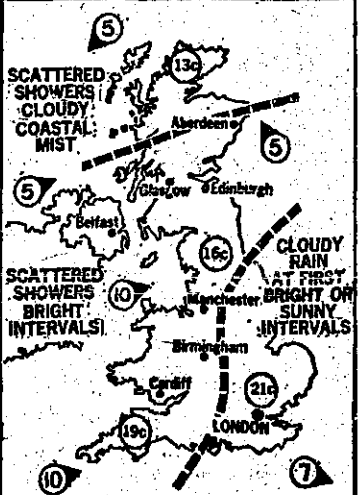 5
13c
SCATTERED
SHOWERS
CLOUDY
COASTAL
MIST
Aberdeen
5
5
Glasgow
Edinburgh
Belfast
16c
SCATTERED
SHOWERS
BRIGHT
INTERVALS
10
Manchester
CLOUDY
RAIN
AT FIRST
BRIGHT OR
SUNNY
INTERVALS
Birmingham
Cardiff
21c
LONDON
19c
10
7